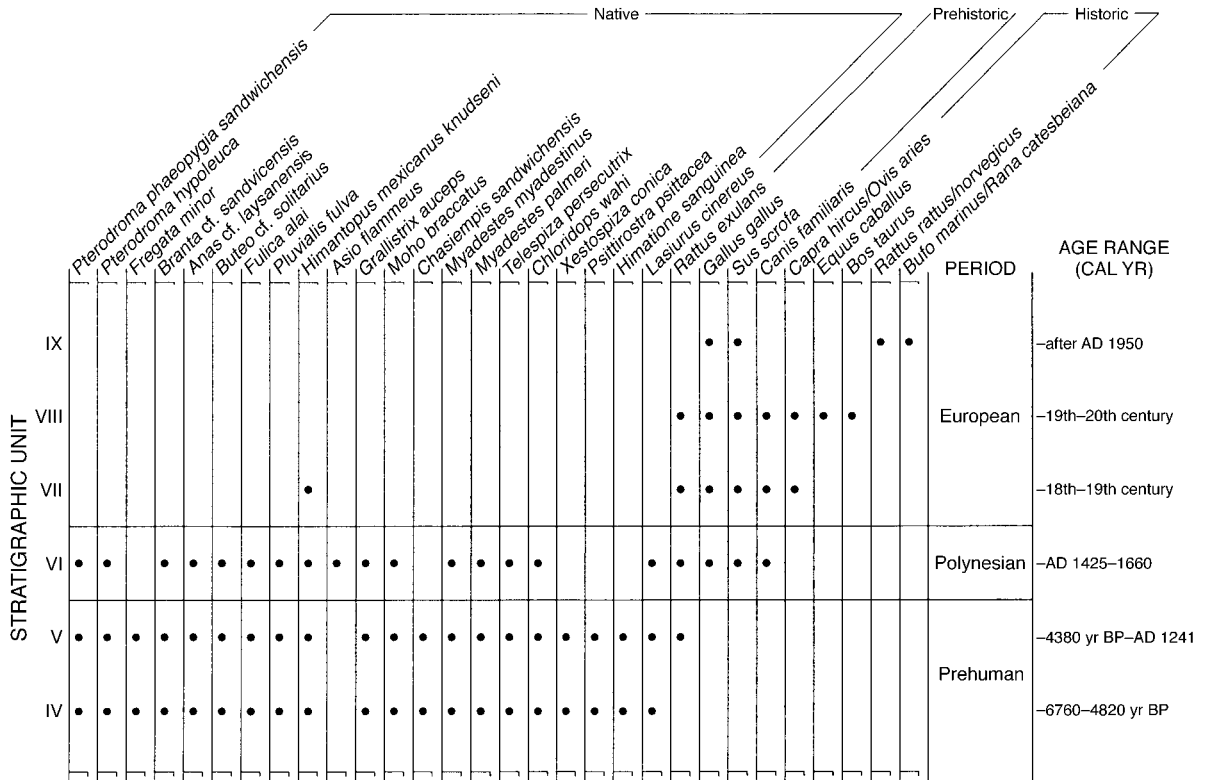 Native
Prehistoric
Historic
Pterodroma phaeopygia sandwichensis
Pterodroma hypoleuca
Fregata minor
Branta cf. sandvicensis
Anas cf. laysanensis
Buteo cf. solitarius
Fulica alai
Pluvialis fulva
Himantopus mexicanus knudseni
Asio flammeus
Grallistrix auceps
Moho braccatus
Chasiempis sandwichensis
Myadestes myadestinus
Myadestes palmeri
Telespiza persecutrix
Chloridops wahi
Xestospiza conica
Psittirostra psittacea
Himatione sanguinea
Lasiurus cinereus
Rattus exulans
Gallus gallus
Sus scrofa
Canis familiaris
Capra hircus/Ovis aries
Equus caballus
Bos taurus
Rattus rattus/norvegicus
Bufo marinus/Rana catesbeiana
PERIOD
AGE RANGE
(CAL YR)
STRATIGRAPHIC UNIT
IX
–after AD 1950
VIII
European
–19th–20th century
VII
–18th–19th century
VI
Polynesian
–AD 1425–1660
V
–4380 yr BP–AD 1241
Prehuman
IV
–6760–4820 yr BP